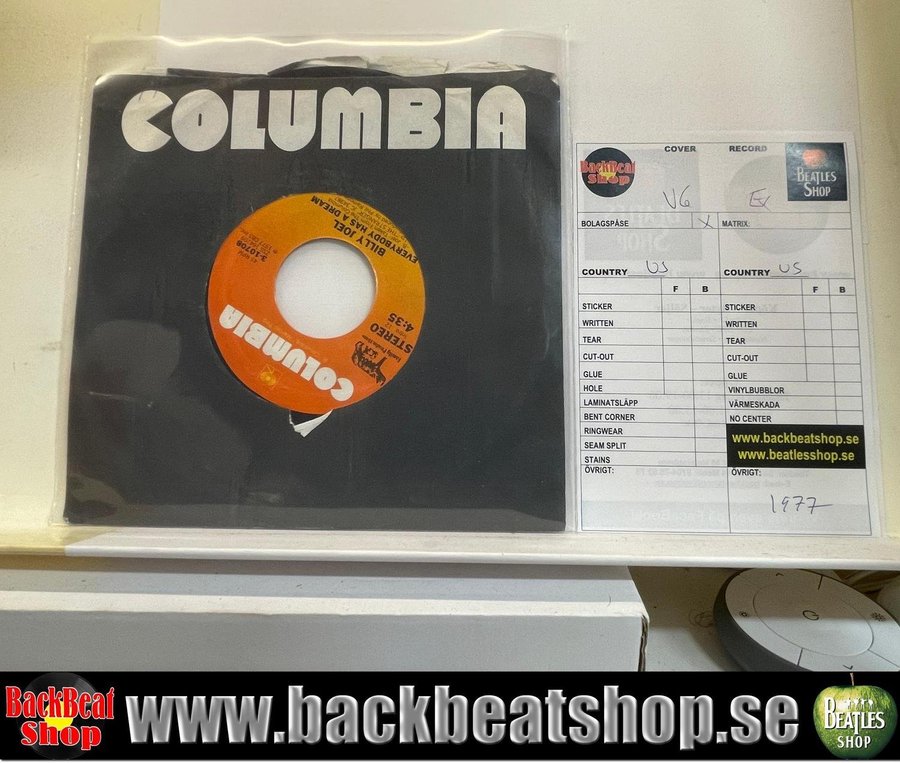 COLUMBIA
EVERYBODY HAS A DREAM
BILLY JOEL
3-10708
STEREO
4:35
COLUMBIA
COVER RECORD
BackBeat
Shop
BEATLES
SHOP
VG Ex
BOLAGSPÅSE X MATRIX:
COUNTRY US COUNTRY US
F B F B
STICKER STICKER
WRITTEN WRITTEN
TEAR TEAR
CUT-OUT CUT-OUT
GLUE GLUE
HOLE VINYLBUBBLOR
LAMINATSLÄPP VÄRMESKADA
BENT CORNER NO CENTER
RINGWEAR
SEAM SPLIT
STAINS
www.backbeatshop.se
www.beatlesshop.se
ÖVRIGT: ÖVRIGT:
1977
BackBeat
Shop
www.backbeatshop.se
BEATLES
SHOP